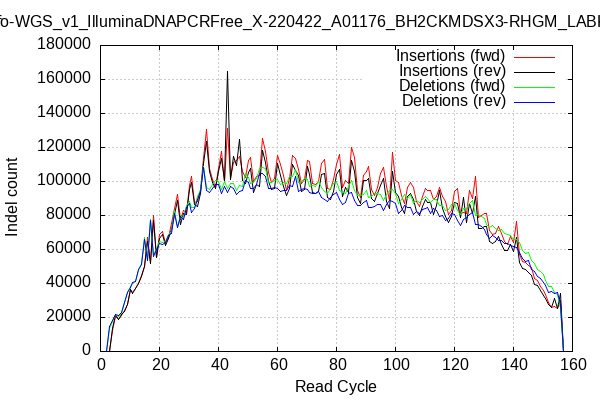 fo-WGS_v1_IlluminaDNAPCRFree_X-220422_A01176_BH2CKMDSX3-RHGM_LABI
Insertions (fwd)
Insertions (rev)
Deletions (fwd)
Deletions (rev)
180000
160000
140000
120000
100000
80000
60000
40000
20000
0
Indel count
0 20 40 60 80 100 120 140 160
Read Cycle